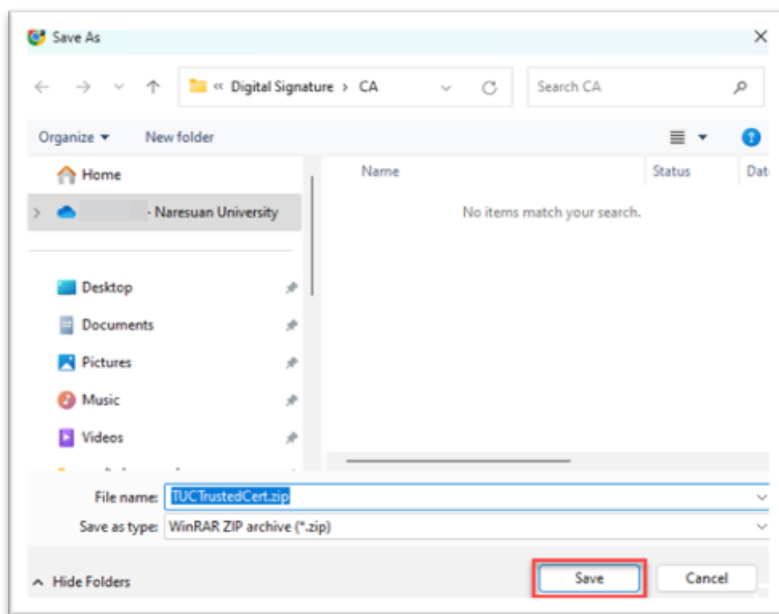 Save As
« Digital Signature > CA
Search CA
Organize
New folder
Home
Name
Status
Dat
- Naresuan University
No items match your search.
Desktop
Documents
Pictures
Music
Videos
File name: TUCTrustedCert.zip
Save as type: WinRAR ZIP archive (*.zip)
Hide Folders
Save
Cancel